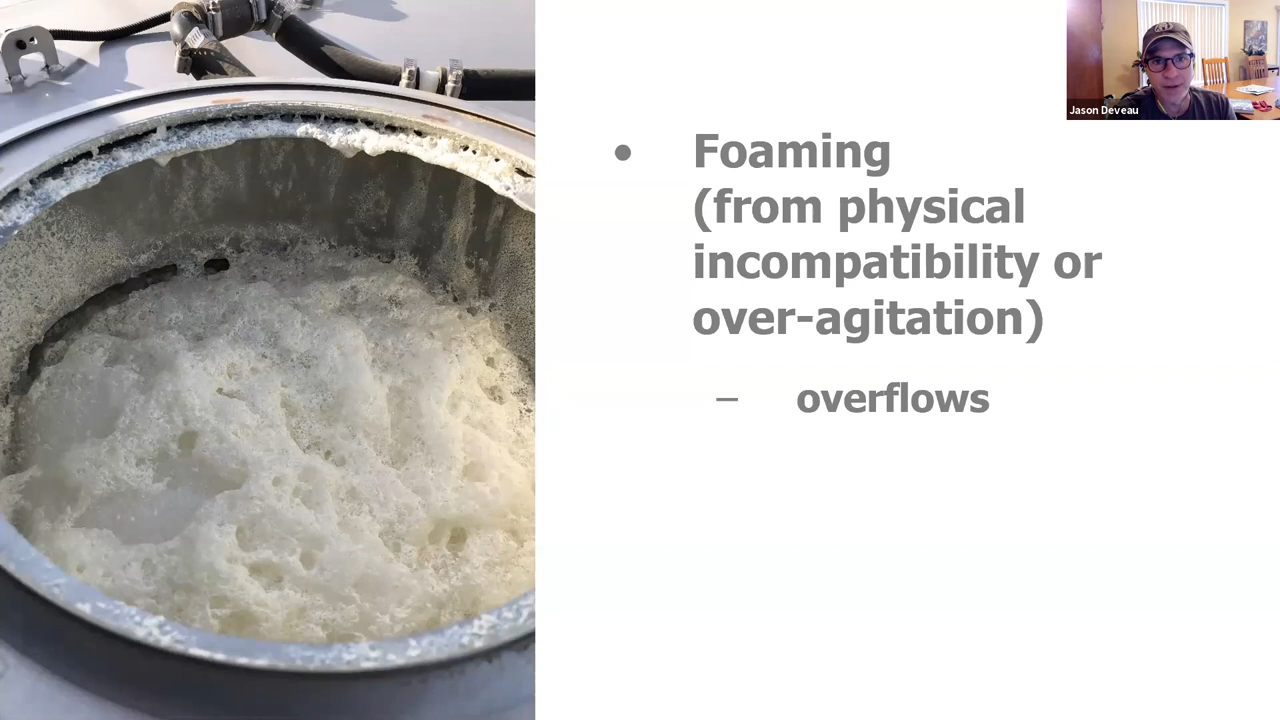 Jason Deveau
• Foaming
(from physical
incompatibility or
over-agitation)
– overflows